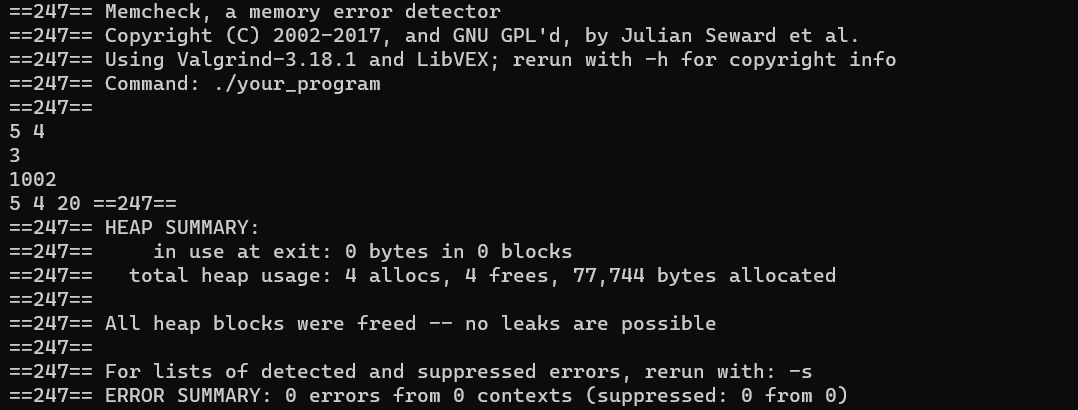 ==247== Memcheck, a memory error detector
==247== Copyright (C) 2002-2017, and GNU GPL'd, by Julian Seward et al.
==247== Using Valgrind-3.18.1 and LibVEX; rerun with -h for copyright info
==247== Command: ./your_program
==247==
5 4
3
1002
5 4 20 ==247==
==247== HEAP SUMMARY:
==247==     in use at exit: 0 bytes in 0 blocks
==247==   total heap usage: 4 allocs, 4 frees, 77,744 bytes allocated
==247==
==247== All heap blocks were freed -- no leaks are possible
==247==
==247== For lists of detected and suppressed errors, rerun with: -s
==247== ERROR SUMMARY: 0 errors from 0 contexts (suppressed: 0 from 0)